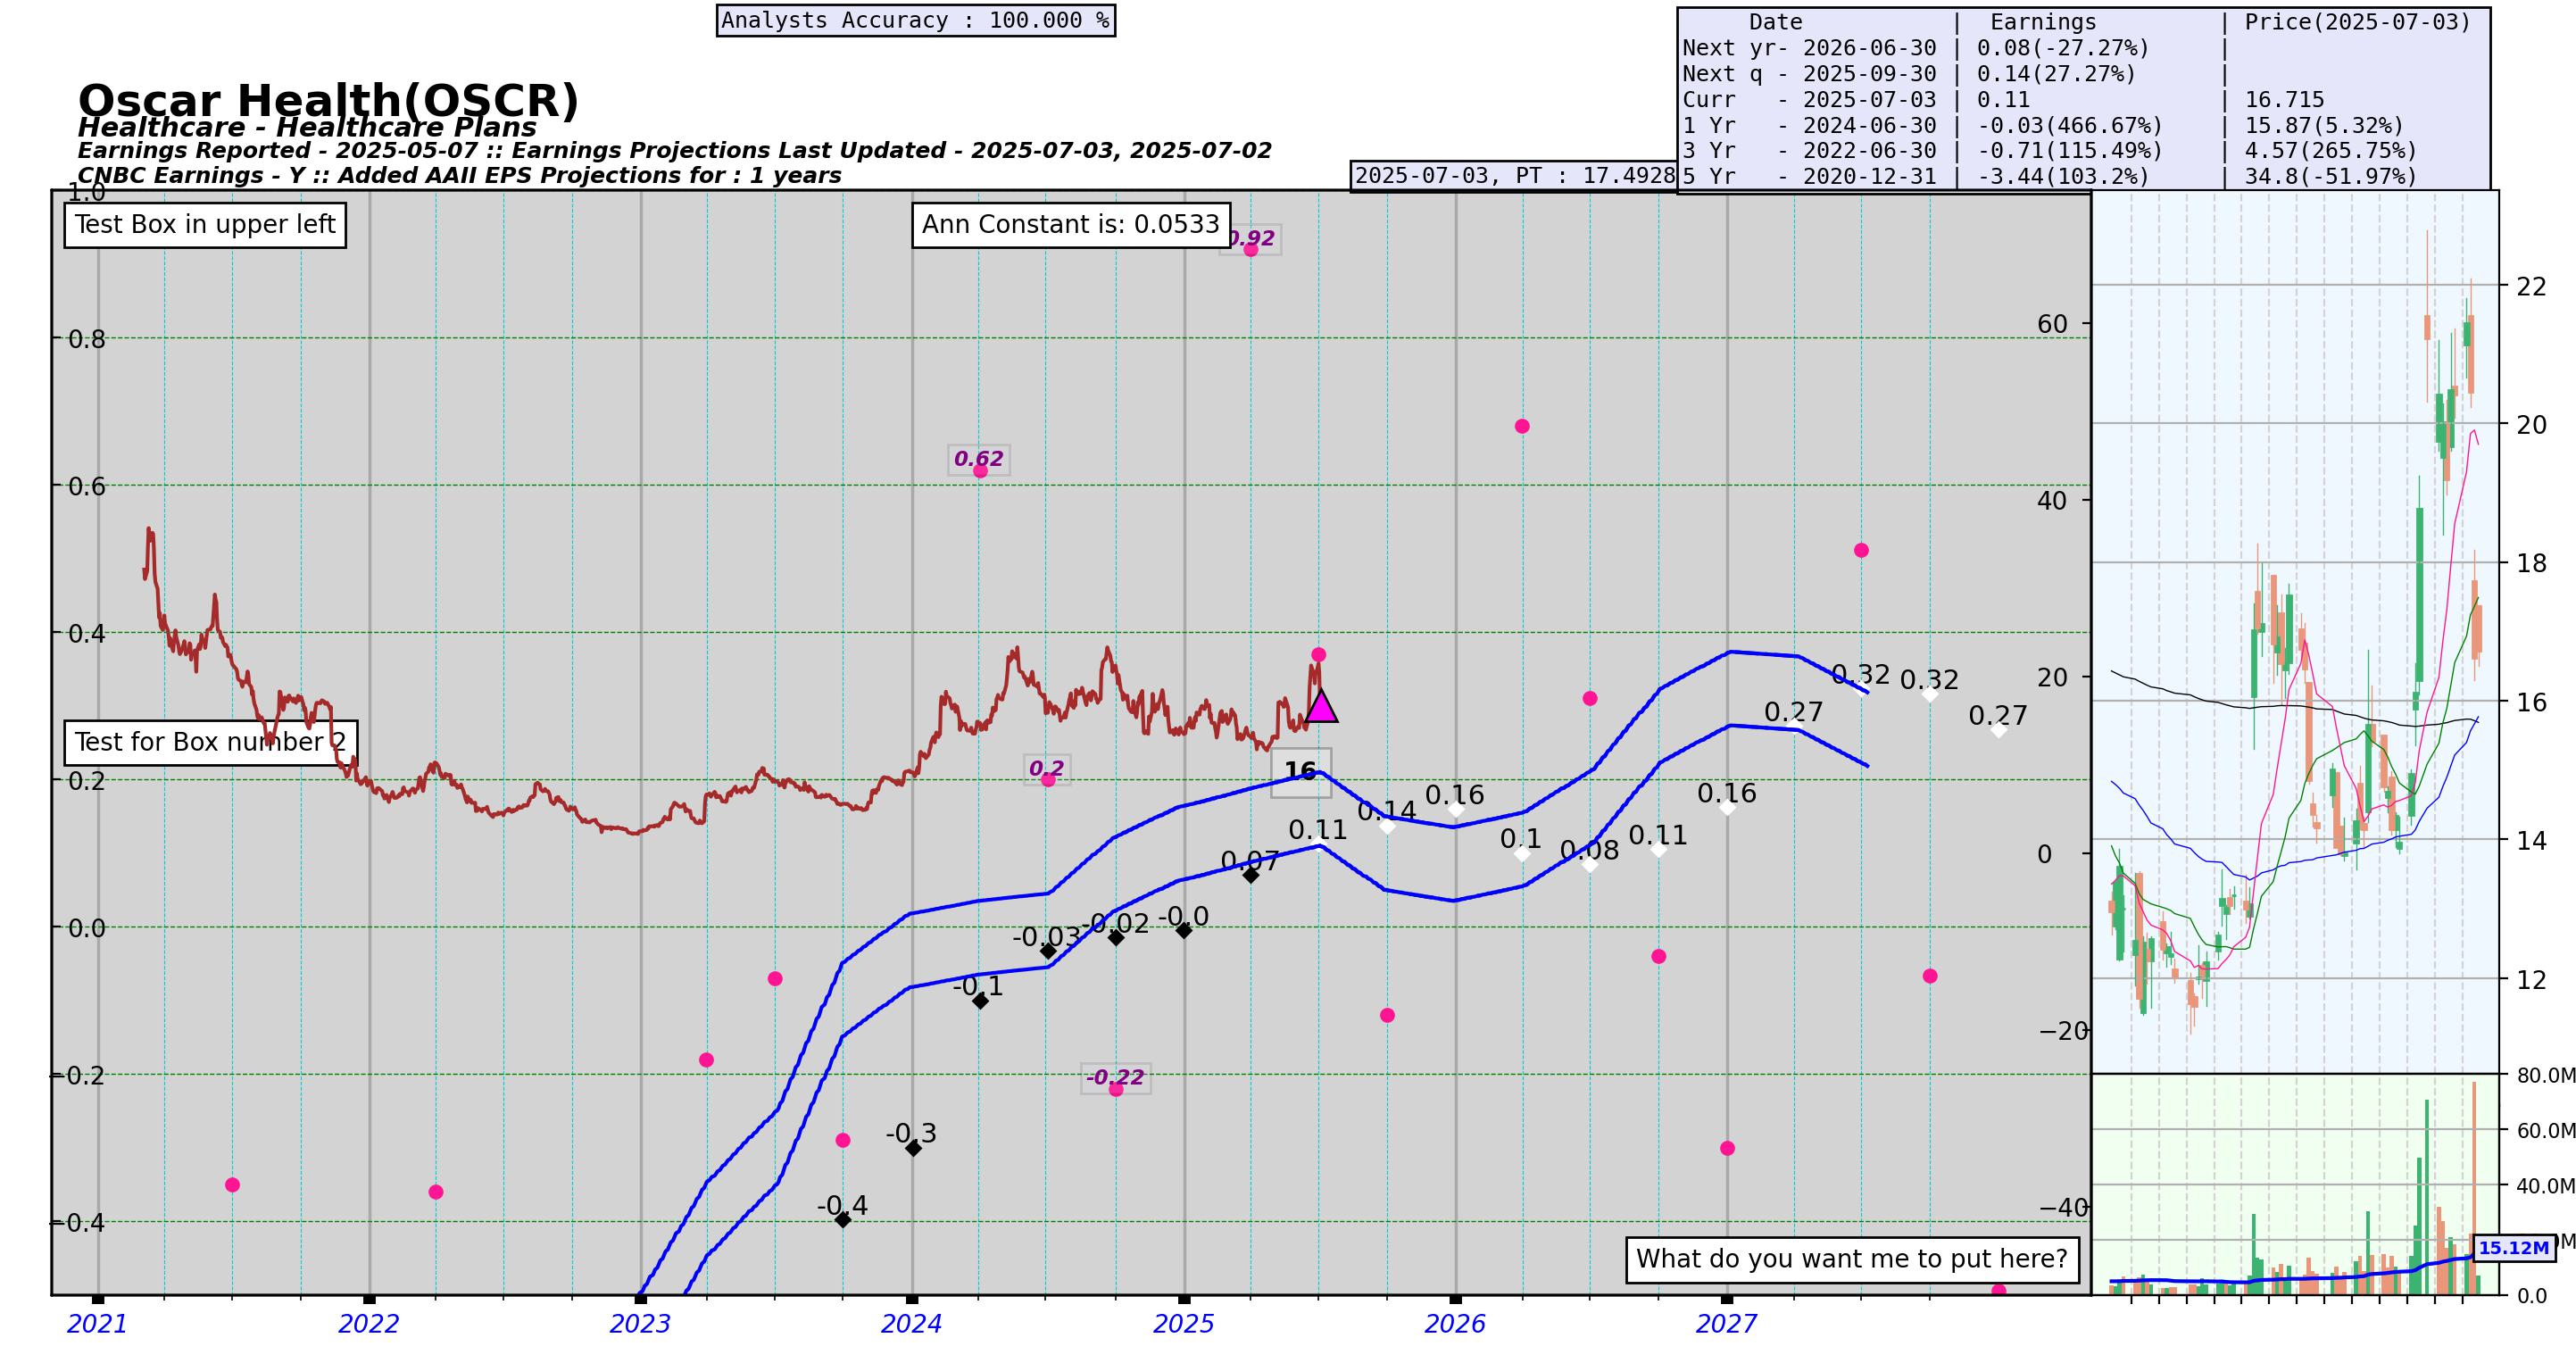 Analysts Accuracy : 100.000 %
Date | Earnings | Price(2025-07-03)
Next yr- 2026-06-30 | 0.08(-27.27%) |
Next q - 2025-09-30 | 0.14(27.27%) |
Curr - 2025-07-03 | 0.11 | 16.715
1 Yr - 2024-06-30 | -0.03(466.67%) | 15.87(5.32%)
3 Yr - 2022-06-30 | -0.71(115.49%) | 4.57(265.75%)
5 Yr - 2020-12-31 | -3.44(103.2%) | 34.8(-51.97%)
Oscar Health(OSCR)
Healthcare - Healthcare Plans
Earnings Reported - 2025-05-07 :: Earnings Projections Last Updated - 2025-07-03, 2025-07-02
CNBC Earnings - Y :: Added AAII EPS Projections for : 1 years
2025-07-03, PT : 17.4928
1.0
Test Box in upper left
Ann Constant is: 0.0533
0.92
22
0.8
60
20
0.62
0.6
40
18
0.4
0.32
0.32
20
16
0.27
0.27
Test for Box number 2
0.2
0.2
16
0.14
0.16
0.16
0.11
0.1
0.08
0.11
14
0
0.07
0.0
-0.03
-0.02
-0.0
-0.1
12
−20
−0.2
-0.22
80.0M
-0.3
60.0M
-0.4
−0.4
−40
40.0M
What do you want me to put here?
15.12M
0.0
2021
2022
2023
2024
2025
2026
2027